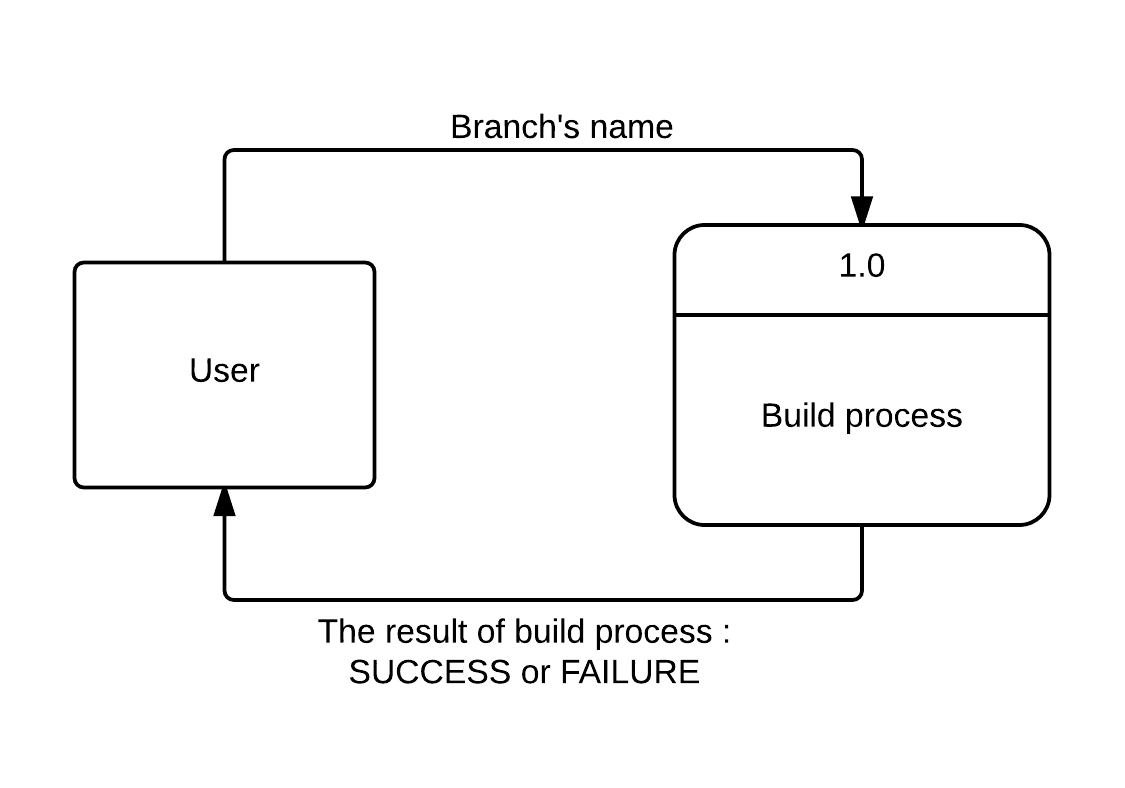 Branch's name
1.0
User
Build process
The result of build process :
SUCCESS or FAILURE